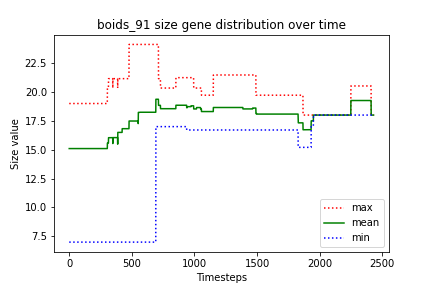 boids_91 size gene distribution over time
22.5
20.0
17.5
15.0
12.5
10.0
7.5
Size value
0
500
1000
1500
2000
2500
Timesteps
max
mean
min